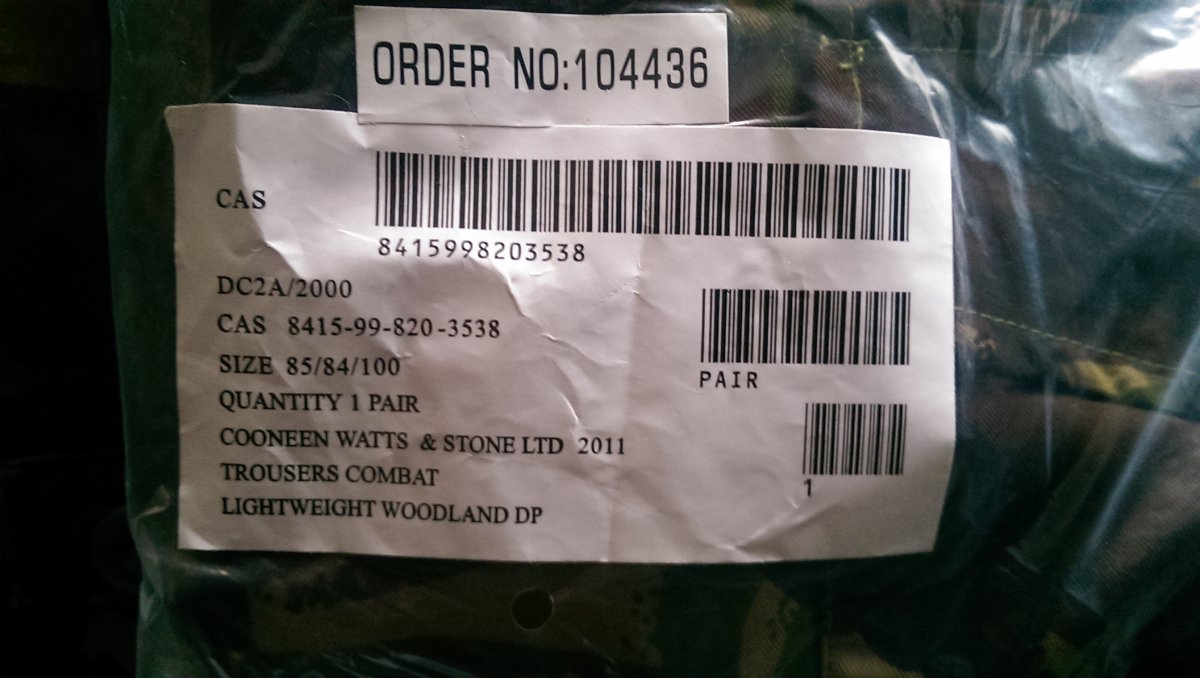 ORDER NO:104436
CAS
8415998203538
DC2A/2000
CAS 8415-99-820-3538
SIZE 85/84/100
PAIR
QUANTITY 1 PAIR
COONEEN WATTS & STONE LTD 2011
TROUSERS COMBAT
1
LIGHTWEIGHT WOODLAND DP